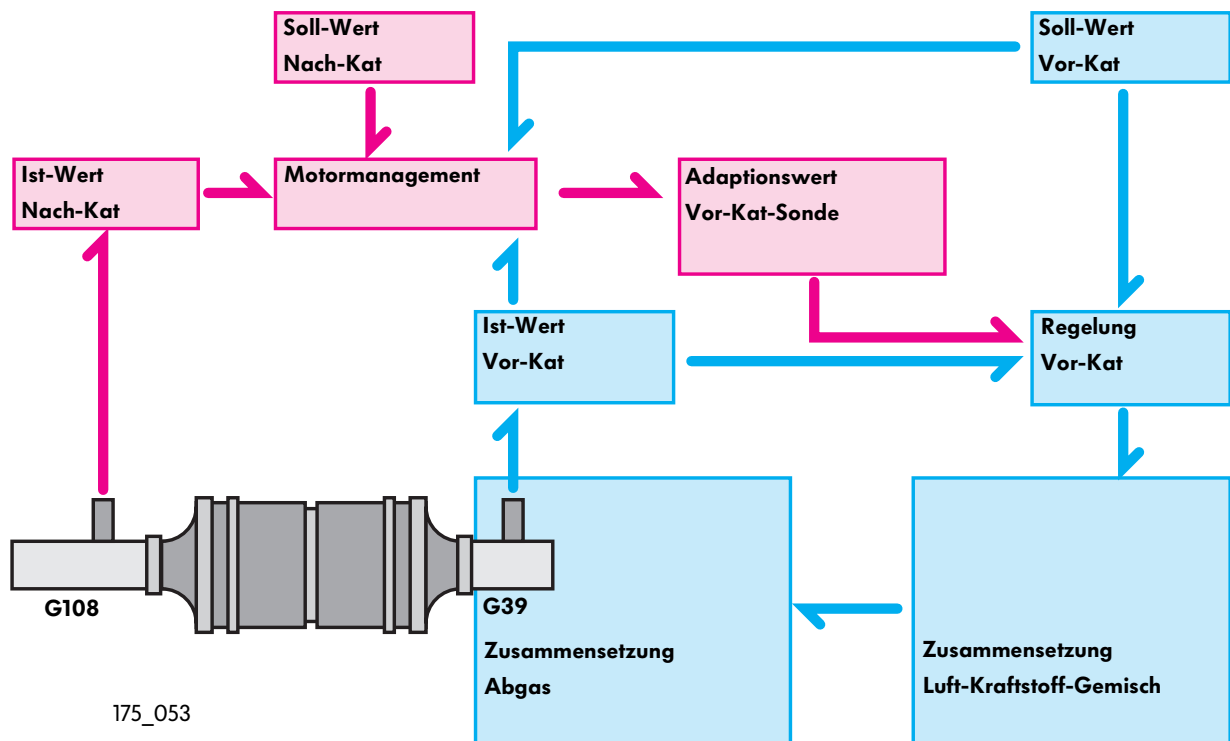 Soll-Wert
Nach-Kat
Soll-Wert
Vor-Kat
Ist-Wert
Nach-Kat
Motormanagement
Adaptionswert
Vor-Kat-Sonde
Ist-Wert
Vor-Kat
Regelung
Vor-Kat
G108
G39
Zusammensetzung
Abgas
Zusammensetzung
Luft-Kraftstoff-Gemisch
175_053